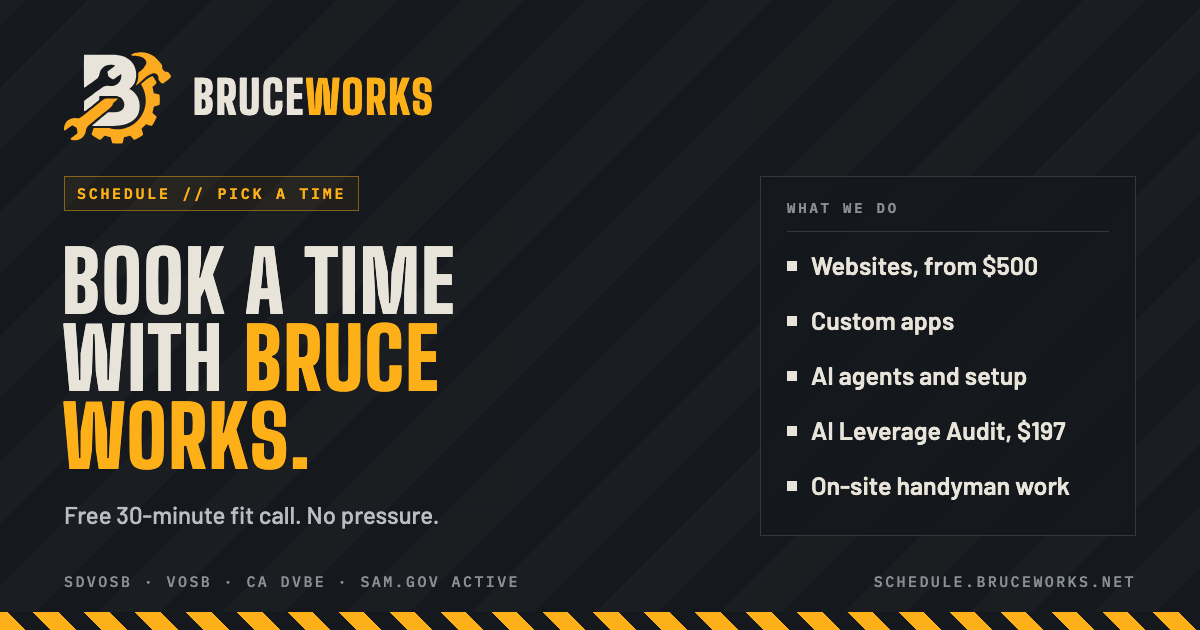 BRUCEWORKS
SCHEDULE // PICK A TIME
BOOK A TIME
WITH BRUCE
WORKS.
Free 30-minute fit call. No pressure.
WHAT WE DO
Websites, from $500
Custom apps
AI agents and setup
AI Leverage Audit, $197
On-site handyman work
SDVOSB · VOSB · CA DVBE · SAM.GOV ACTIVE
SCHEDULE.BRUCEWORKS.NET